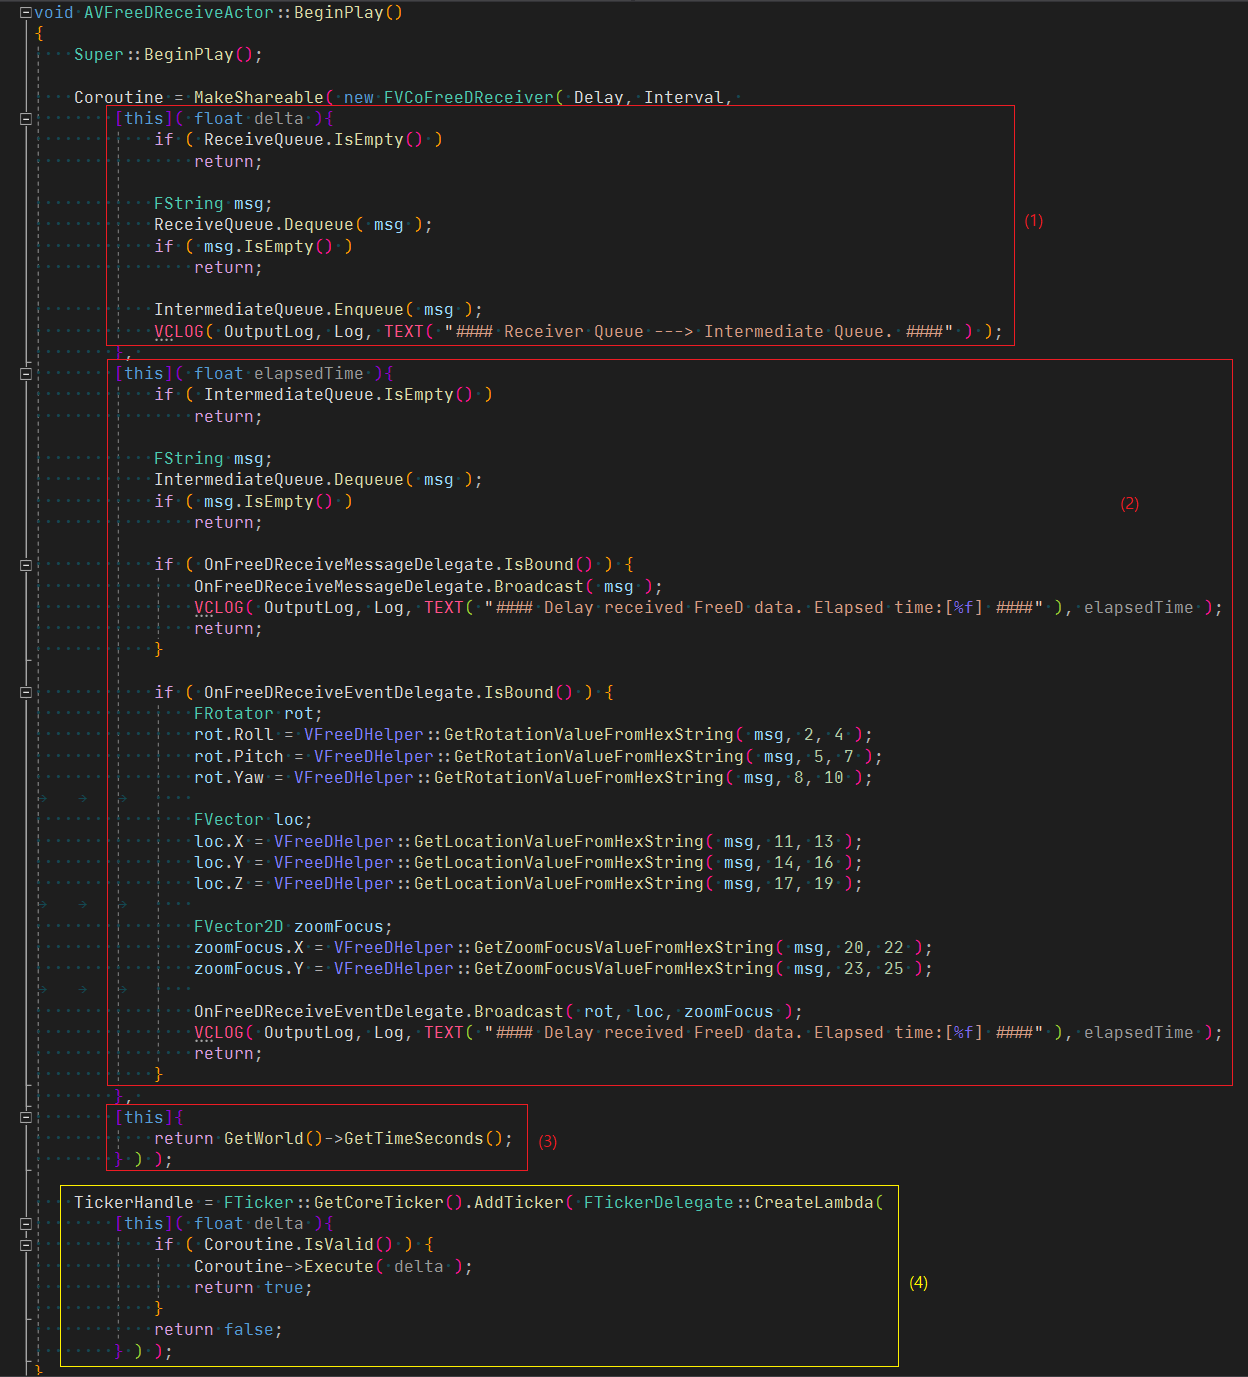 void AVFreeDReceiveActor::BeginPlay()
{
    Super::BeginPlay();

    Coroutine = MakeShareable( new FVCoFreeDReceiver( Delay, Interval,
        [this]( float delta ){
            if ( ReceiveQueue.IsEmpty() )
                return;

            FString msg;
            ReceiveQueue.Dequeue( msg );
            if ( msg.IsEmpty() )
                return;

            IntermediateQueue.Enqueue( msg );
            VCLOG( OutputLog, Log, TEXT( "#### Receiver Queue ---> Intermediate Queue. ####" ) );
        },
(1)
        [this]( float elapsedTime ){
            if ( IntermediateQueue.IsEmpty() )
                return;

            FString msg;
            IntermediateQueue.Dequeue( msg );
            if ( msg.IsEmpty() )
                return;

            if ( OnFreeDReceiveMessageDelegate.IsBound() ) {
                OnFreeDReceiveMessageDelegate.Broadcast( msg );
                VCLOG( OutputLog, Log, TEXT( "#### Delay received FreeD data. Elapsed time:[%f] ####" ), elapsedTime );
                return;
            }

            if ( OnFreeDReceiveEventDelegate.IsBound() ) {
                FRotator rot;
                rot.Roll = VFreeDHelper::GetRotationValueFromHexString( msg, 2, 4 );
                rot.Pitch = VFreeDHelper::GetRotationValueFromHexString( msg, 5, 7 );
                rot.Yaw = VFreeDHelper::GetRotationValueFromHexString( msg, 8, 10 );

                FVector loc;
                loc.X = VFreeDHelper::GetLocationValueFromHexString( msg, 11, 13 );
                loc.Y = VFreeDHelper::GetLocationValueFromHexString( msg, 14, 16 );
                loc.Z = VFreeDHelper::GetLocationValueFromHexString( msg, 17, 19 );

                FVector2D zoomFocus;
                zoomFocus.X = VFreeDHelper::GetZoomFocusValueFromHexString( msg, 20, 22 );
                zoomFocus.Y = VFreeDHelper::GetZoomFocusValueFromHexString( msg, 23, 25 );

                OnFreeDReceiveEventDelegate.Broadcast( rot, loc, zoomFocus );
                VCLOG( OutputLog, Log, TEXT( "#### Delay received FreeD data. Elapsed time:[%f] ####" ), elapsedTime );
                return;
            }
        },
(2)
        [this]{
            return GetWorld()->GetTimeSeconds();
        } ) );
(3)

    TickerHandle = FTicker::GetCoreTicker().AddTicker( FTickerDelegate::CreateLambda(
        [this]( float delta ){
            if ( Coroutine.IsValid() ) {
                Coroutine->Execute( delta );
                return true;
            }
            return false;
        } ) );
(4)
}